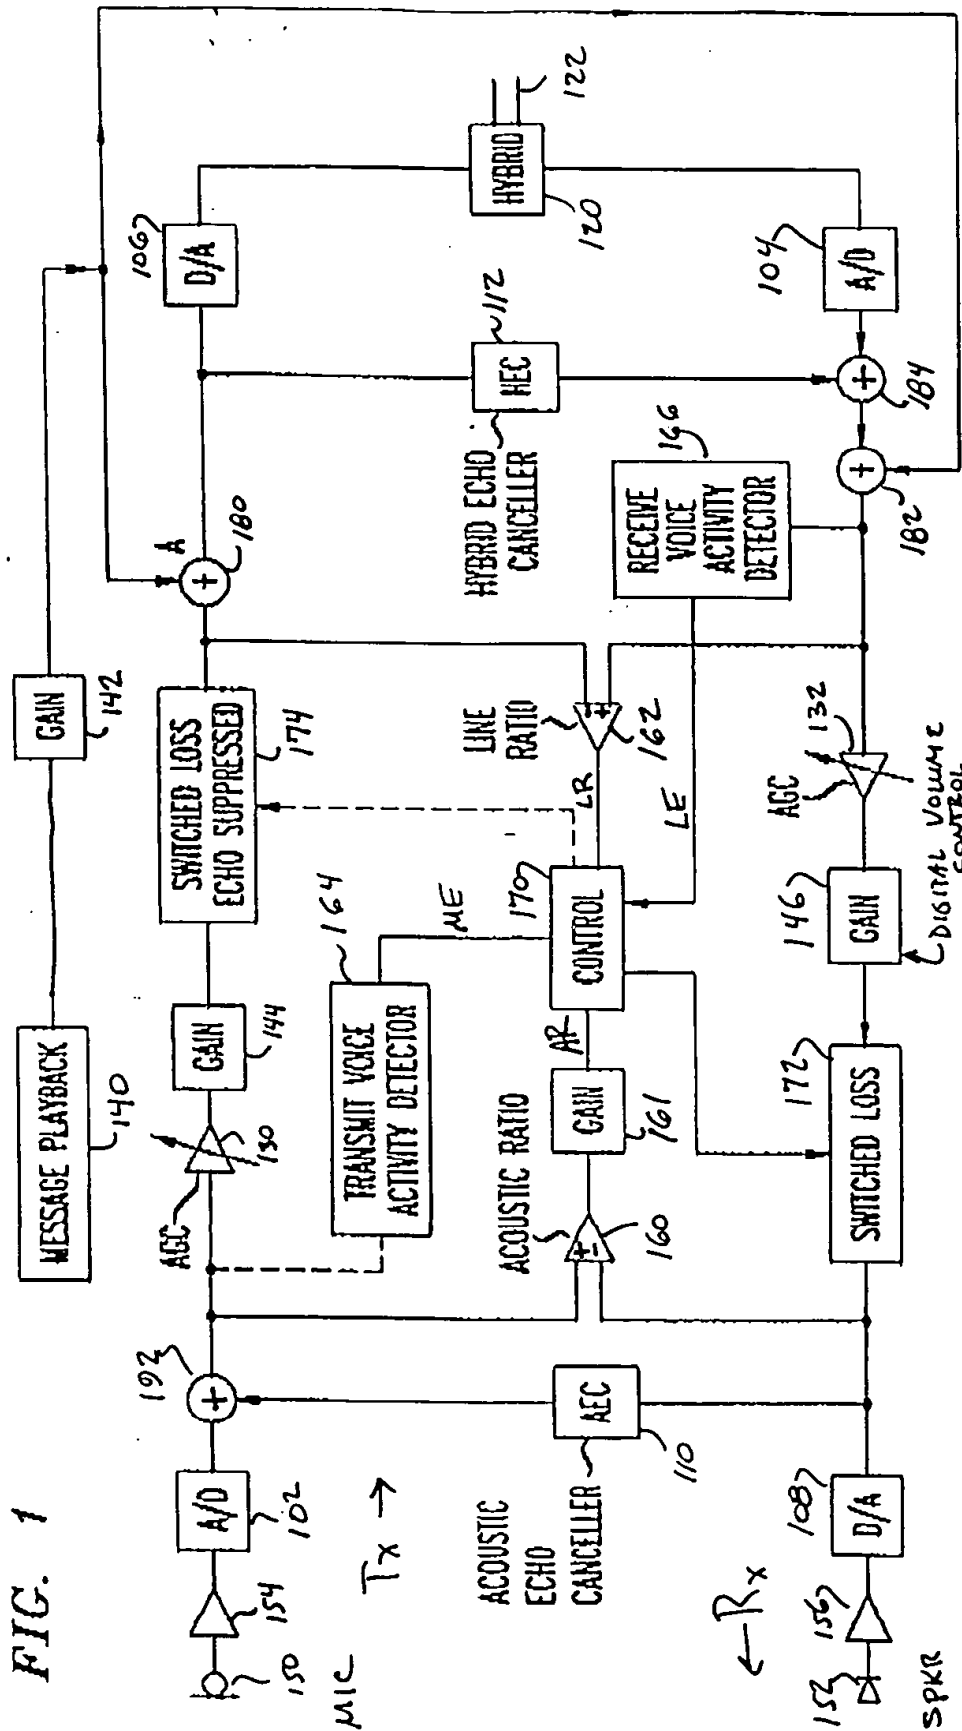 FIG. 1
MESSAGE PLAYBACK
140
GAIN
142
MIC
150
154
A/D
102
192
AGC
130
GAIN
144
SWITCHED LOSS
ECHO SUPPRESSED
174
A
180
D/A
106
Tx →
TRANSMIT VOICE
ACTIVITY DETECTOR
164
ME
ACOUSTIC
ECHO
CANCELLER
AEC
110
ACOUSTIC RATIO
+
-
160
GAIN
161
AR
CONTROL
170
LR
LINE
RATIO
162
LE
HYBRID ECHO
CANCELLER
HEC
112
HYBRID
120
122
RECEIVE
VOICE
ACTIVITY
DETECTOR
166
← Rx
SPKR
152
156
D/A
108
SWITCHED LOSS
172
GAIN
146
DIGITAL VOLUME
CONTROL
AGC
132
182
184
A/D
104